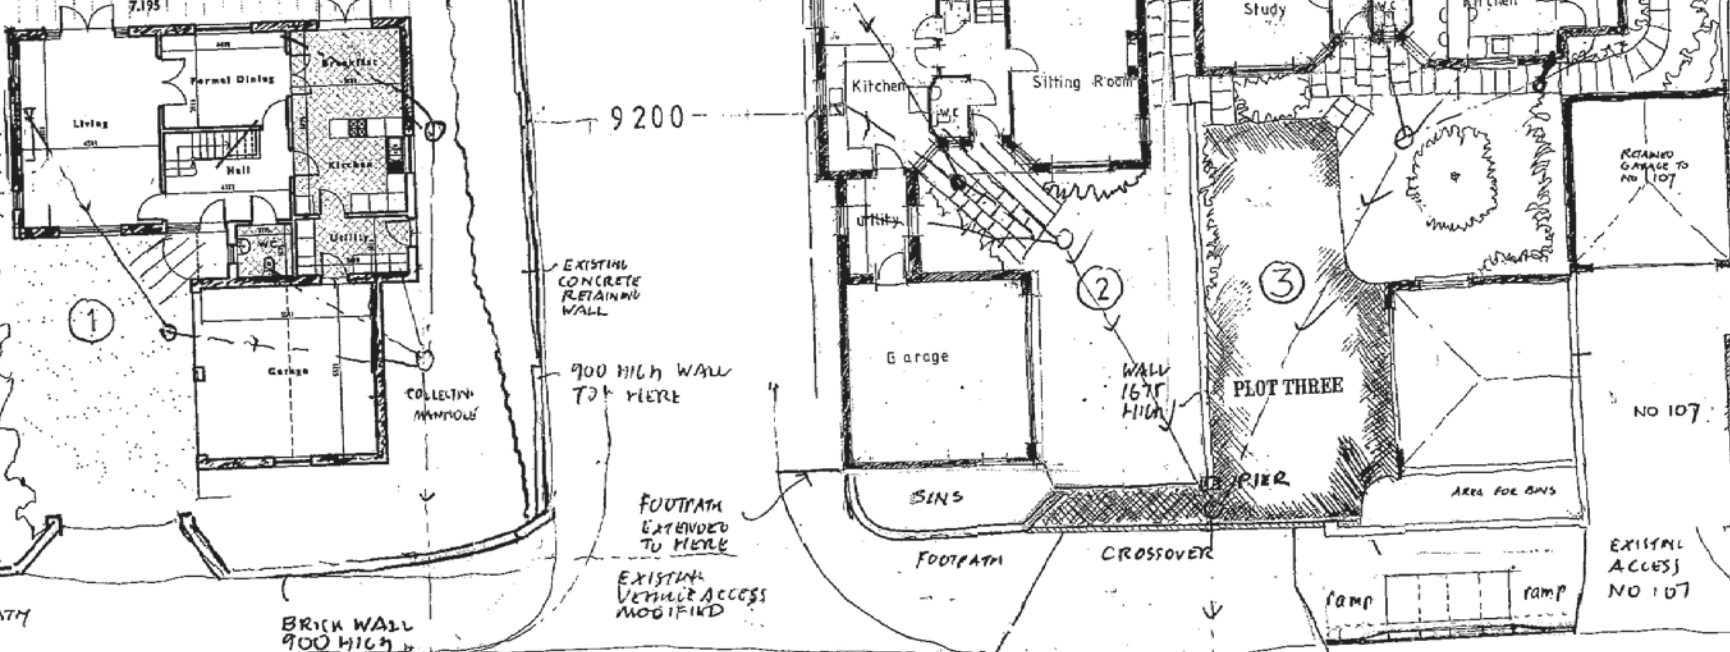 7.195
Study
W.C
Kitchen
Breakfast
Formal Dining
Living
Hall
Kitchen
Utility
W.C.
Garage
1
COLLECTING
MANHOLE
9200
EXISTING
CONCRETE
RETAINING
WALL
900 HIGH WALL
TO HERE
FOOTPATH
EXTENDED
TO HERE
EXISTING
VEHICLE ACCESS
MODIFIED
BRICK WALL
900 HIGH
Kitchen
W.C
Sitting Room
Utility
2
Garage
WALL
1675
HIGH
BINS
FOOTPATH
CROSSOVER
3
PLOT THREE
PIER
RETAINED
GARAGE TO
NO 107
NO 107
AREA FOR BINS
ramp
ramp
EXISTING
ACCESS
NO 107